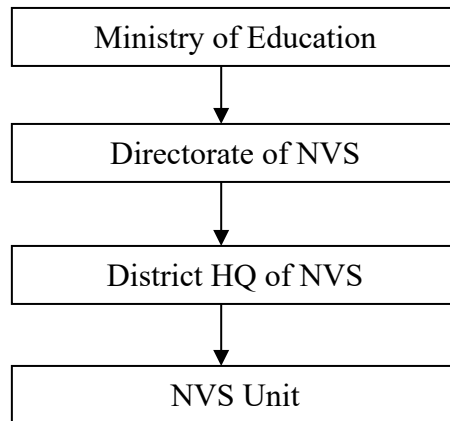 Ministry of Education
Directorate of NVS
District HQ of NVS
NVS Unit